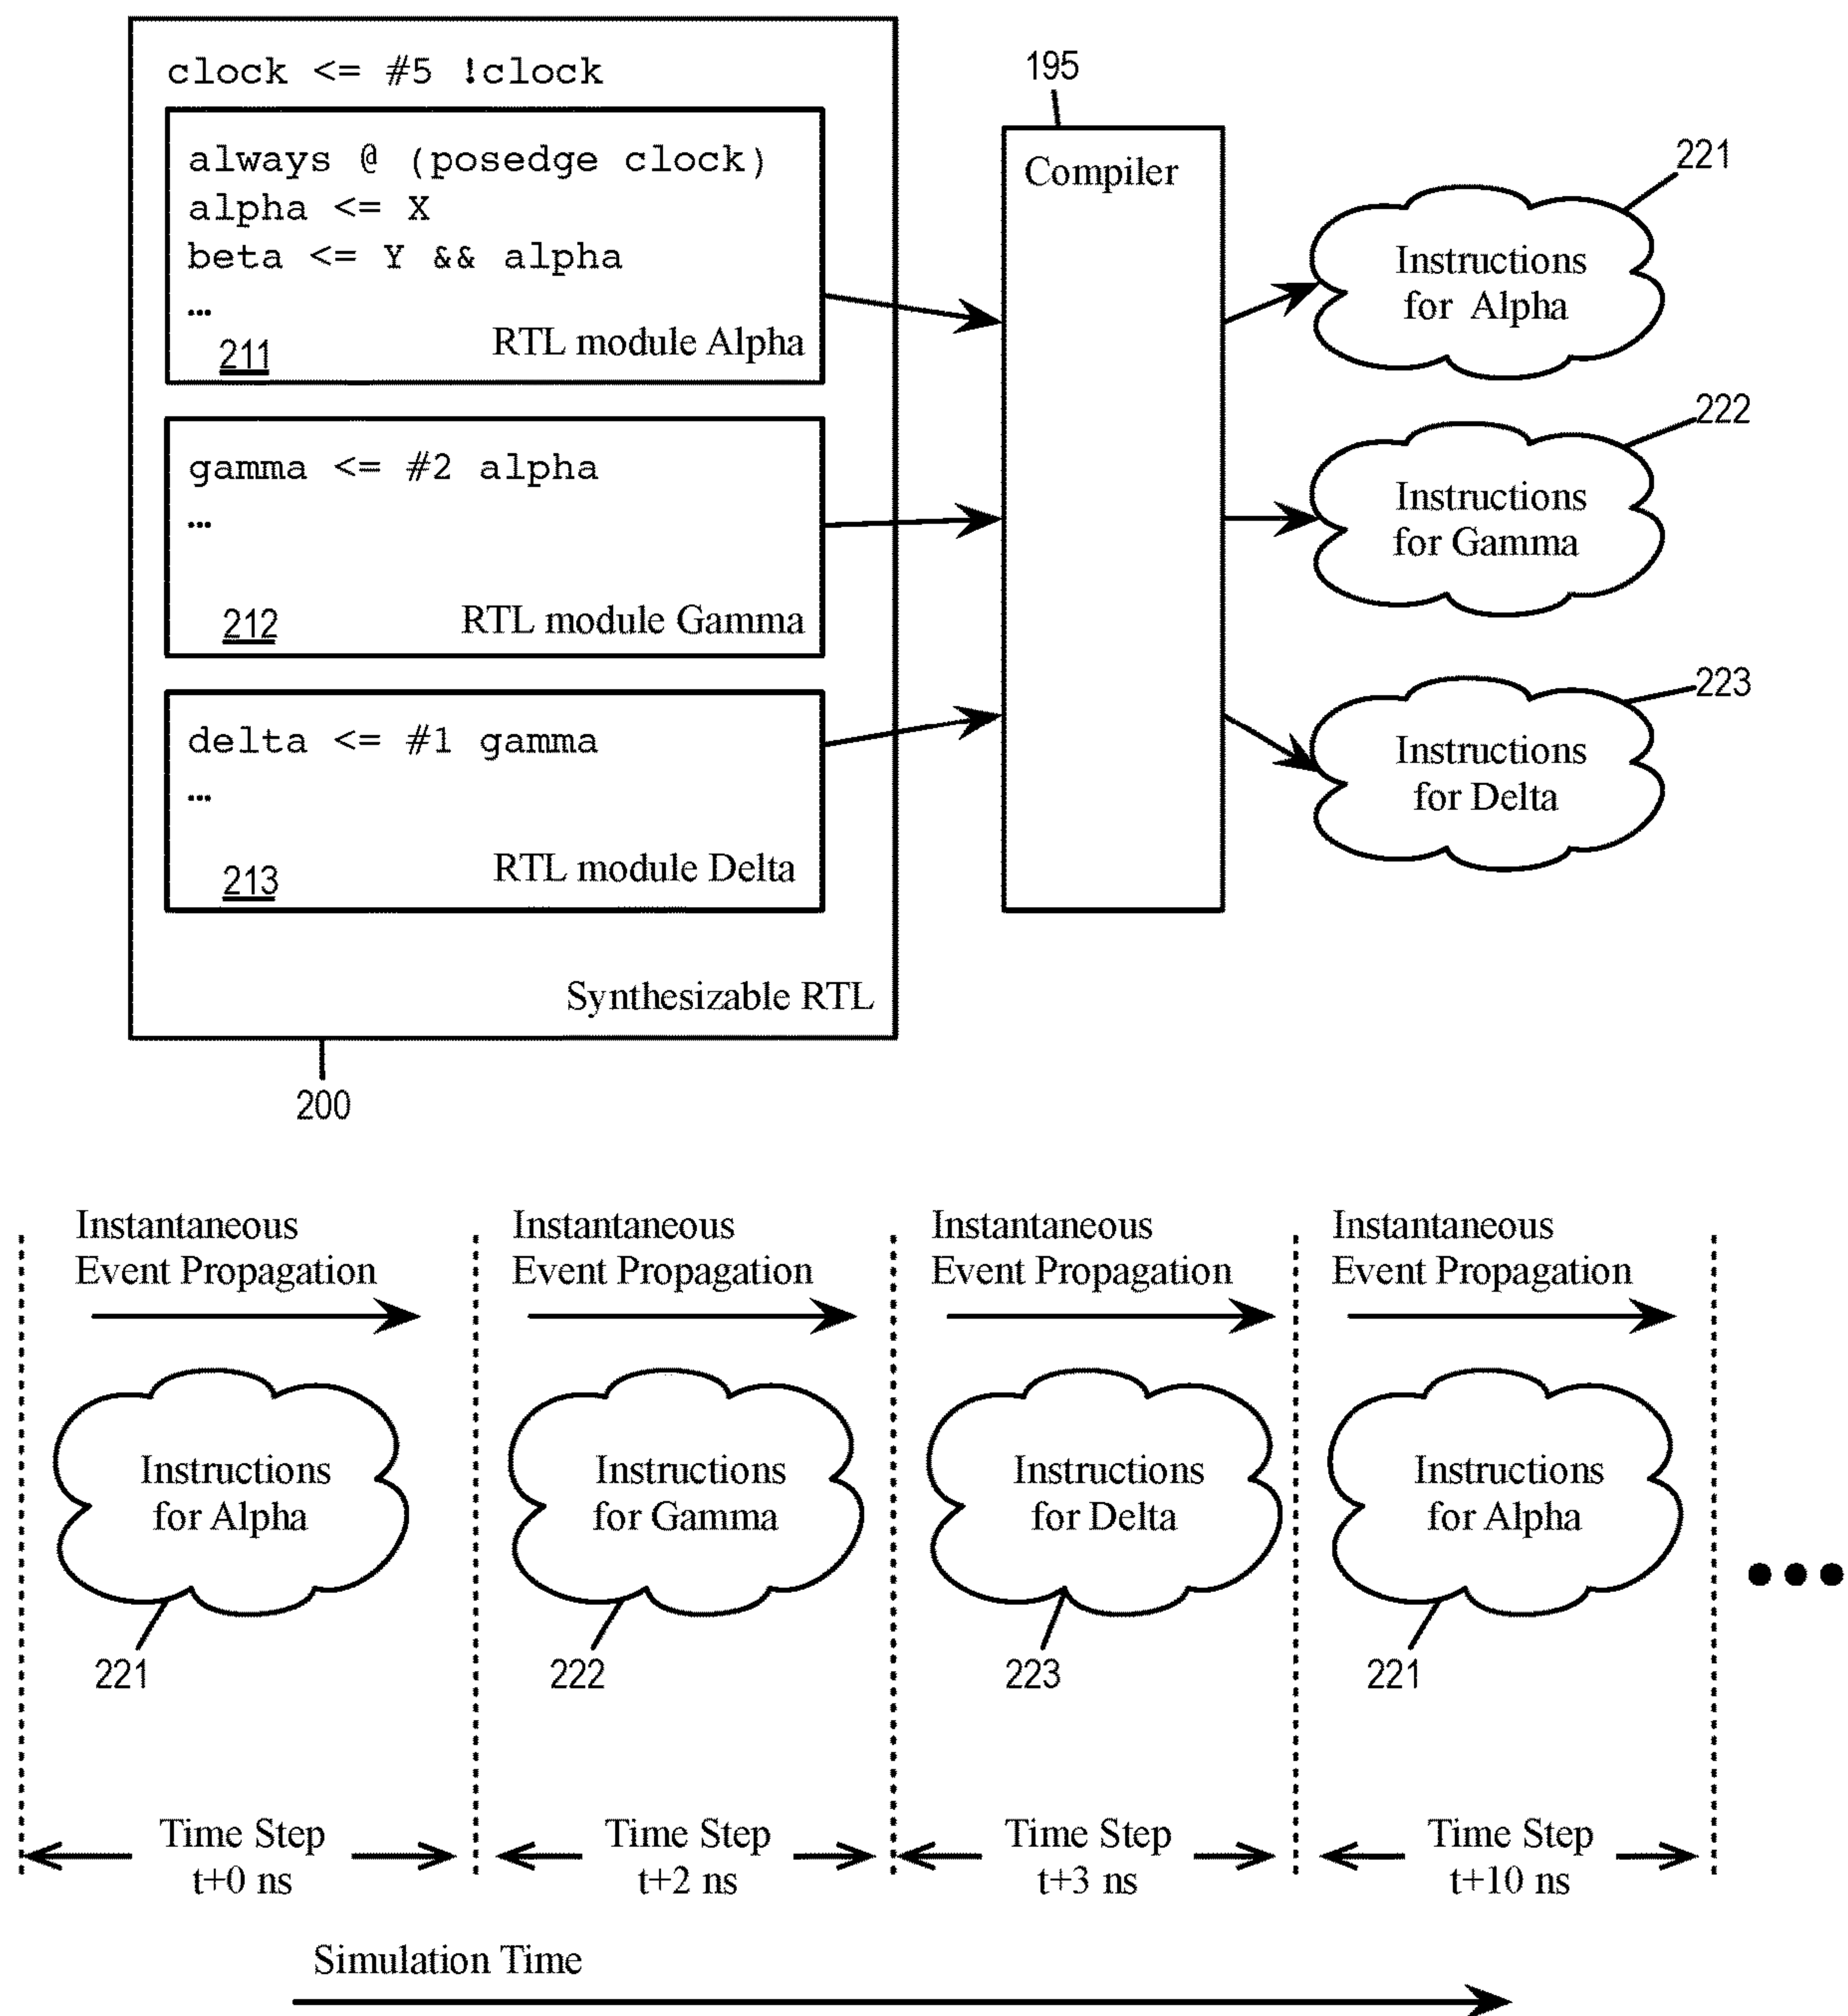 clock <= #5 !clock
always @ (posedge clock)
alpha <= X
beta <= Y && alpha
...
211
RTL module Alpha
gamma <= #2 alpha
...
212
RTL module Gamma
delta <= #1 gamma
...
213
RTL module Delta
Synthesizable RTL
200
195
Compiler
221
Instructions
for Alpha
222
Instructions
for Gamma
223
Instructions
for Delta
Instantaneous
Event Propagation
Instantaneous
Event Propagation
Instantaneous
Event Propagation
Instantaneous
Event Propagation
Instructions
for Alpha
Instructions
for Gamma
Instructions
for Delta
Instructions
for Alpha
221
222
223
221
Time Step
t+0 ns
Time Step
t+2 ns
Time Step
t+3 ns
Time Step
t+10 ns
Simulation Time